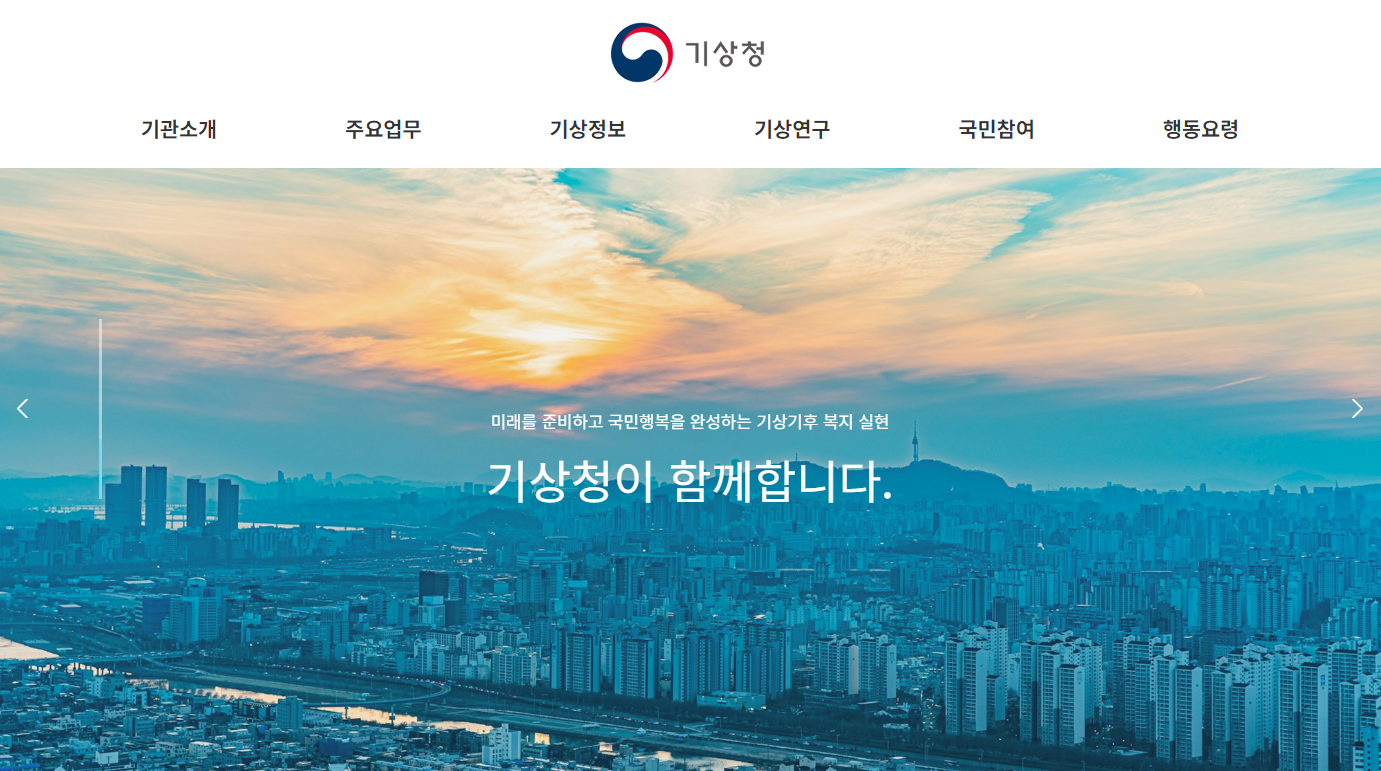 기상청
기관소개
주요업무
기상정보
기상연구
국민참여
행동요령
미래를 준비하고 국민행복을 완성하는 기상기후 복지 실현
기상청이 함께합니다.